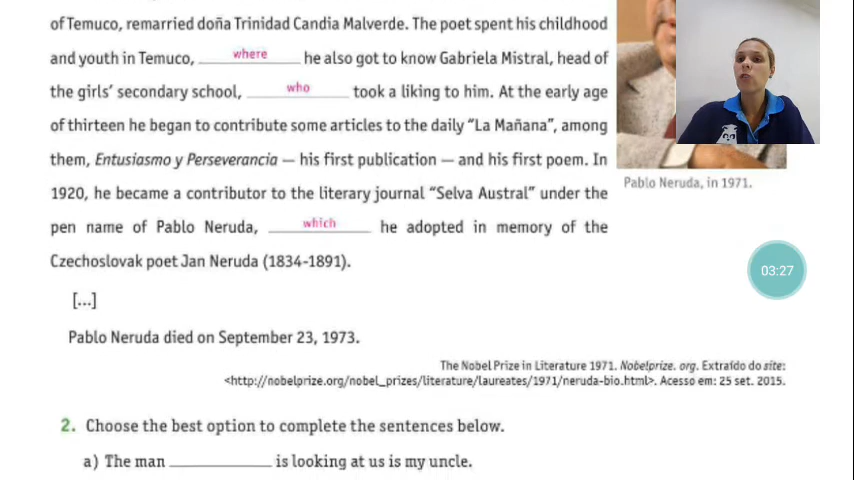 of Temuco, remarried doña Trinidad Candia Malverde. The poet spent his childhood
and youth in Temuco, where he also got to know Gabriela Mistral, head of
the girls' secondary school, who took a liking to him. At the early age
of thirteen he began to contribute some articles to the daily “La Mañana”, among
them, Entusiasmo y Perseverancia — his first publication — and his first poem. In
1920, he became a contributor to the literary journal “Selva Austral” under the
pen name of Pablo Neruda, which he adopted in memory of the
Czechoslovak poet Jan Neruda (1834-1891).
Pablo Neruda, in 1971.
03:27
[...]
Pablo Neruda died on September 23, 1973.
The Nobel Prize in Literature 1971. Nobelprize. org. Extraído do site:
<http://nobelprize.org/nobel_prizes/literature/laureates/1971/neruda-bio.html>. Acesso em: 25 set. 2015.
2. Choose the best option to complete the sentences below.
a) The man ____________ is looking at us is my uncle.